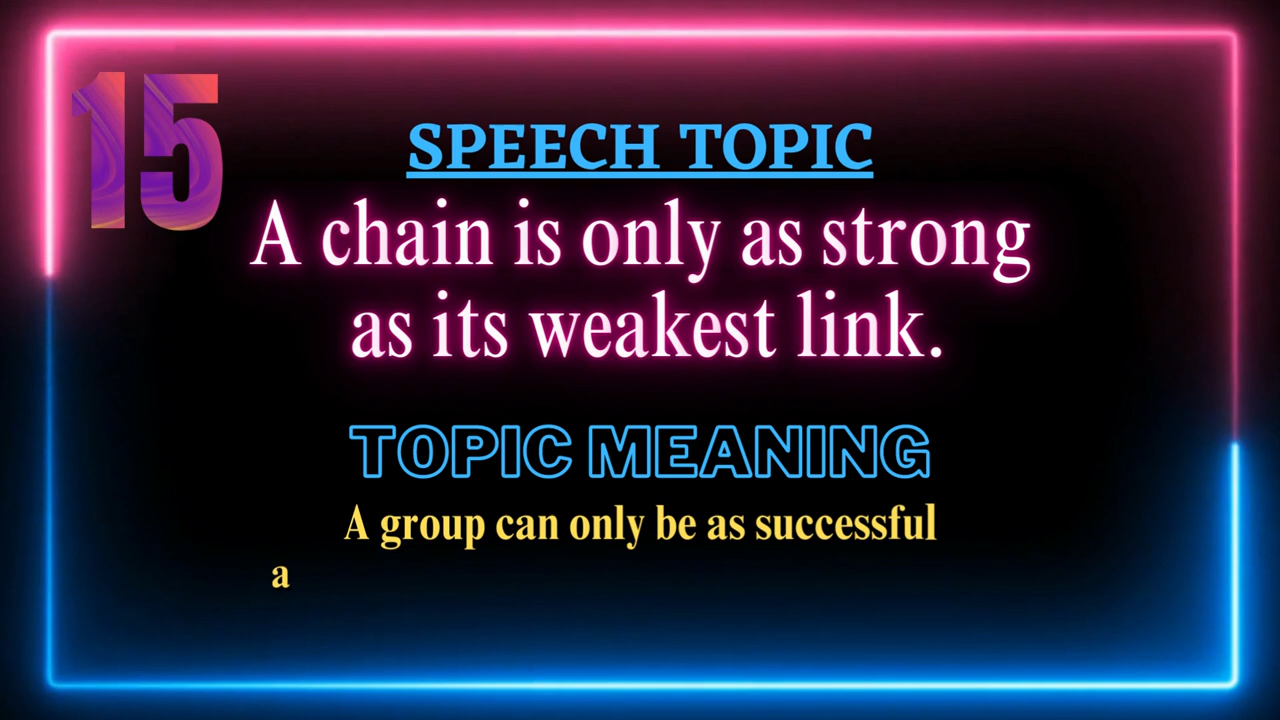 15
SPEECH TOPIC
A chain is only as strong
as its weakest link.
TOPIC MEANING
A group can only be as successful
a